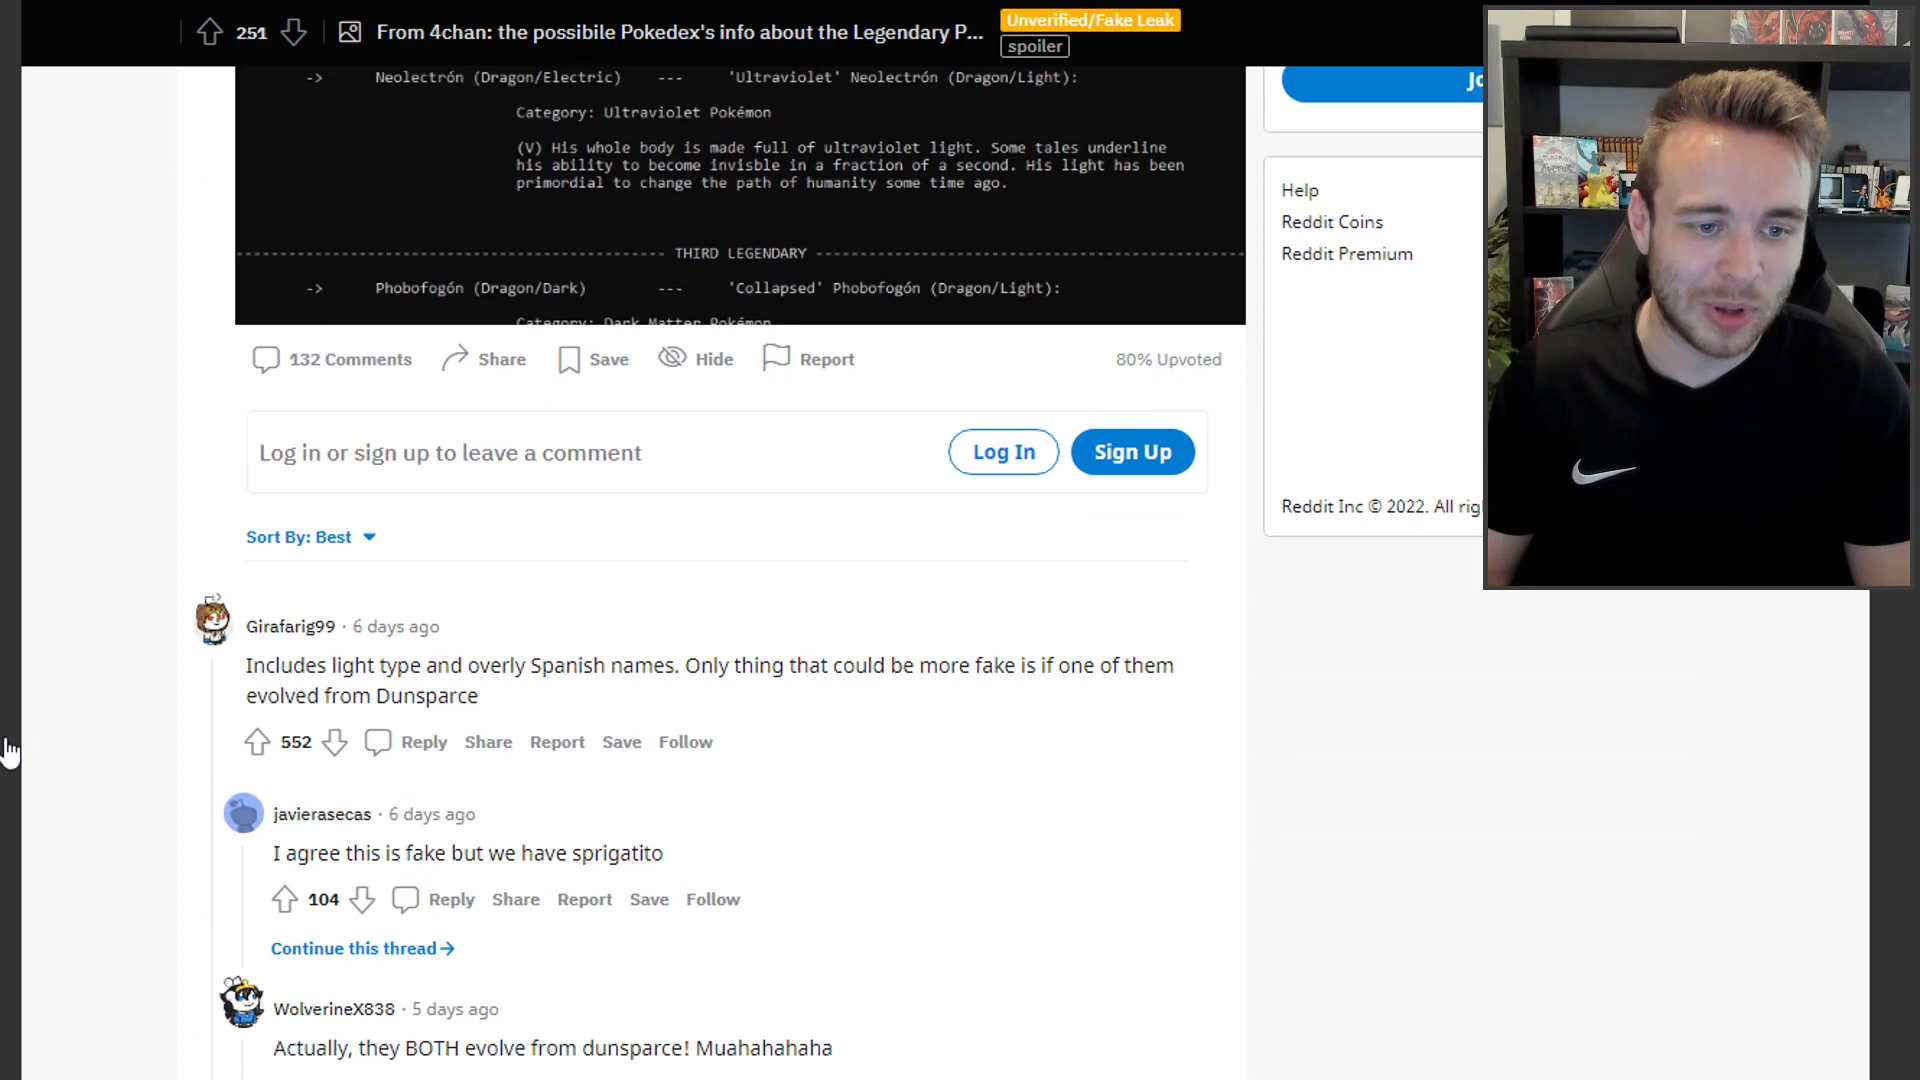 251
From 4chan: the possibile Pokedex's info about the Legendary P...
Unverified/Fake Leak
spoiler
-> Neolectrón (Dragon/Electric) --- 'Ultraviolet' Neolectrón (Dragon/Light):
Category: Ultraviolet Pokémon
(V) His whole body is made full of ultraviolet light. Some tales underline
his ability to become invisble in a fraction of a second. His light has been
primordial to change the path of humanity some time ago.
THIRD LEGENDARY
-> Phobofogón (Dragon/Dark) --- 'Collapsed' Phobofogón (Dragon/Light):
Category: Dark Matter Pokémon
132 Comments Share Save Hide Report 80% Upvoted
Log in or sign up to leave a comment
Log In
Sign Up
Sort By: Best
Girafarig99 · 6 days ago
Includes light type and overly Spanish names. Only thing that could be more fake is if one of them
evolved from Dunsparce
552 Reply Share Report Save Follow
javierasecas · 6 days ago
I agree this is fake but we have sprigatito
104 Reply Share Report Save Follow
Continue this thread→
WolverineX838 · 5 days ago
Actually, they BOTH evolve from dunsparce! Muahahahaha
Jo
Help
Reddit Coins
Reddit Premium
Reddit Inc © 2022. All rig